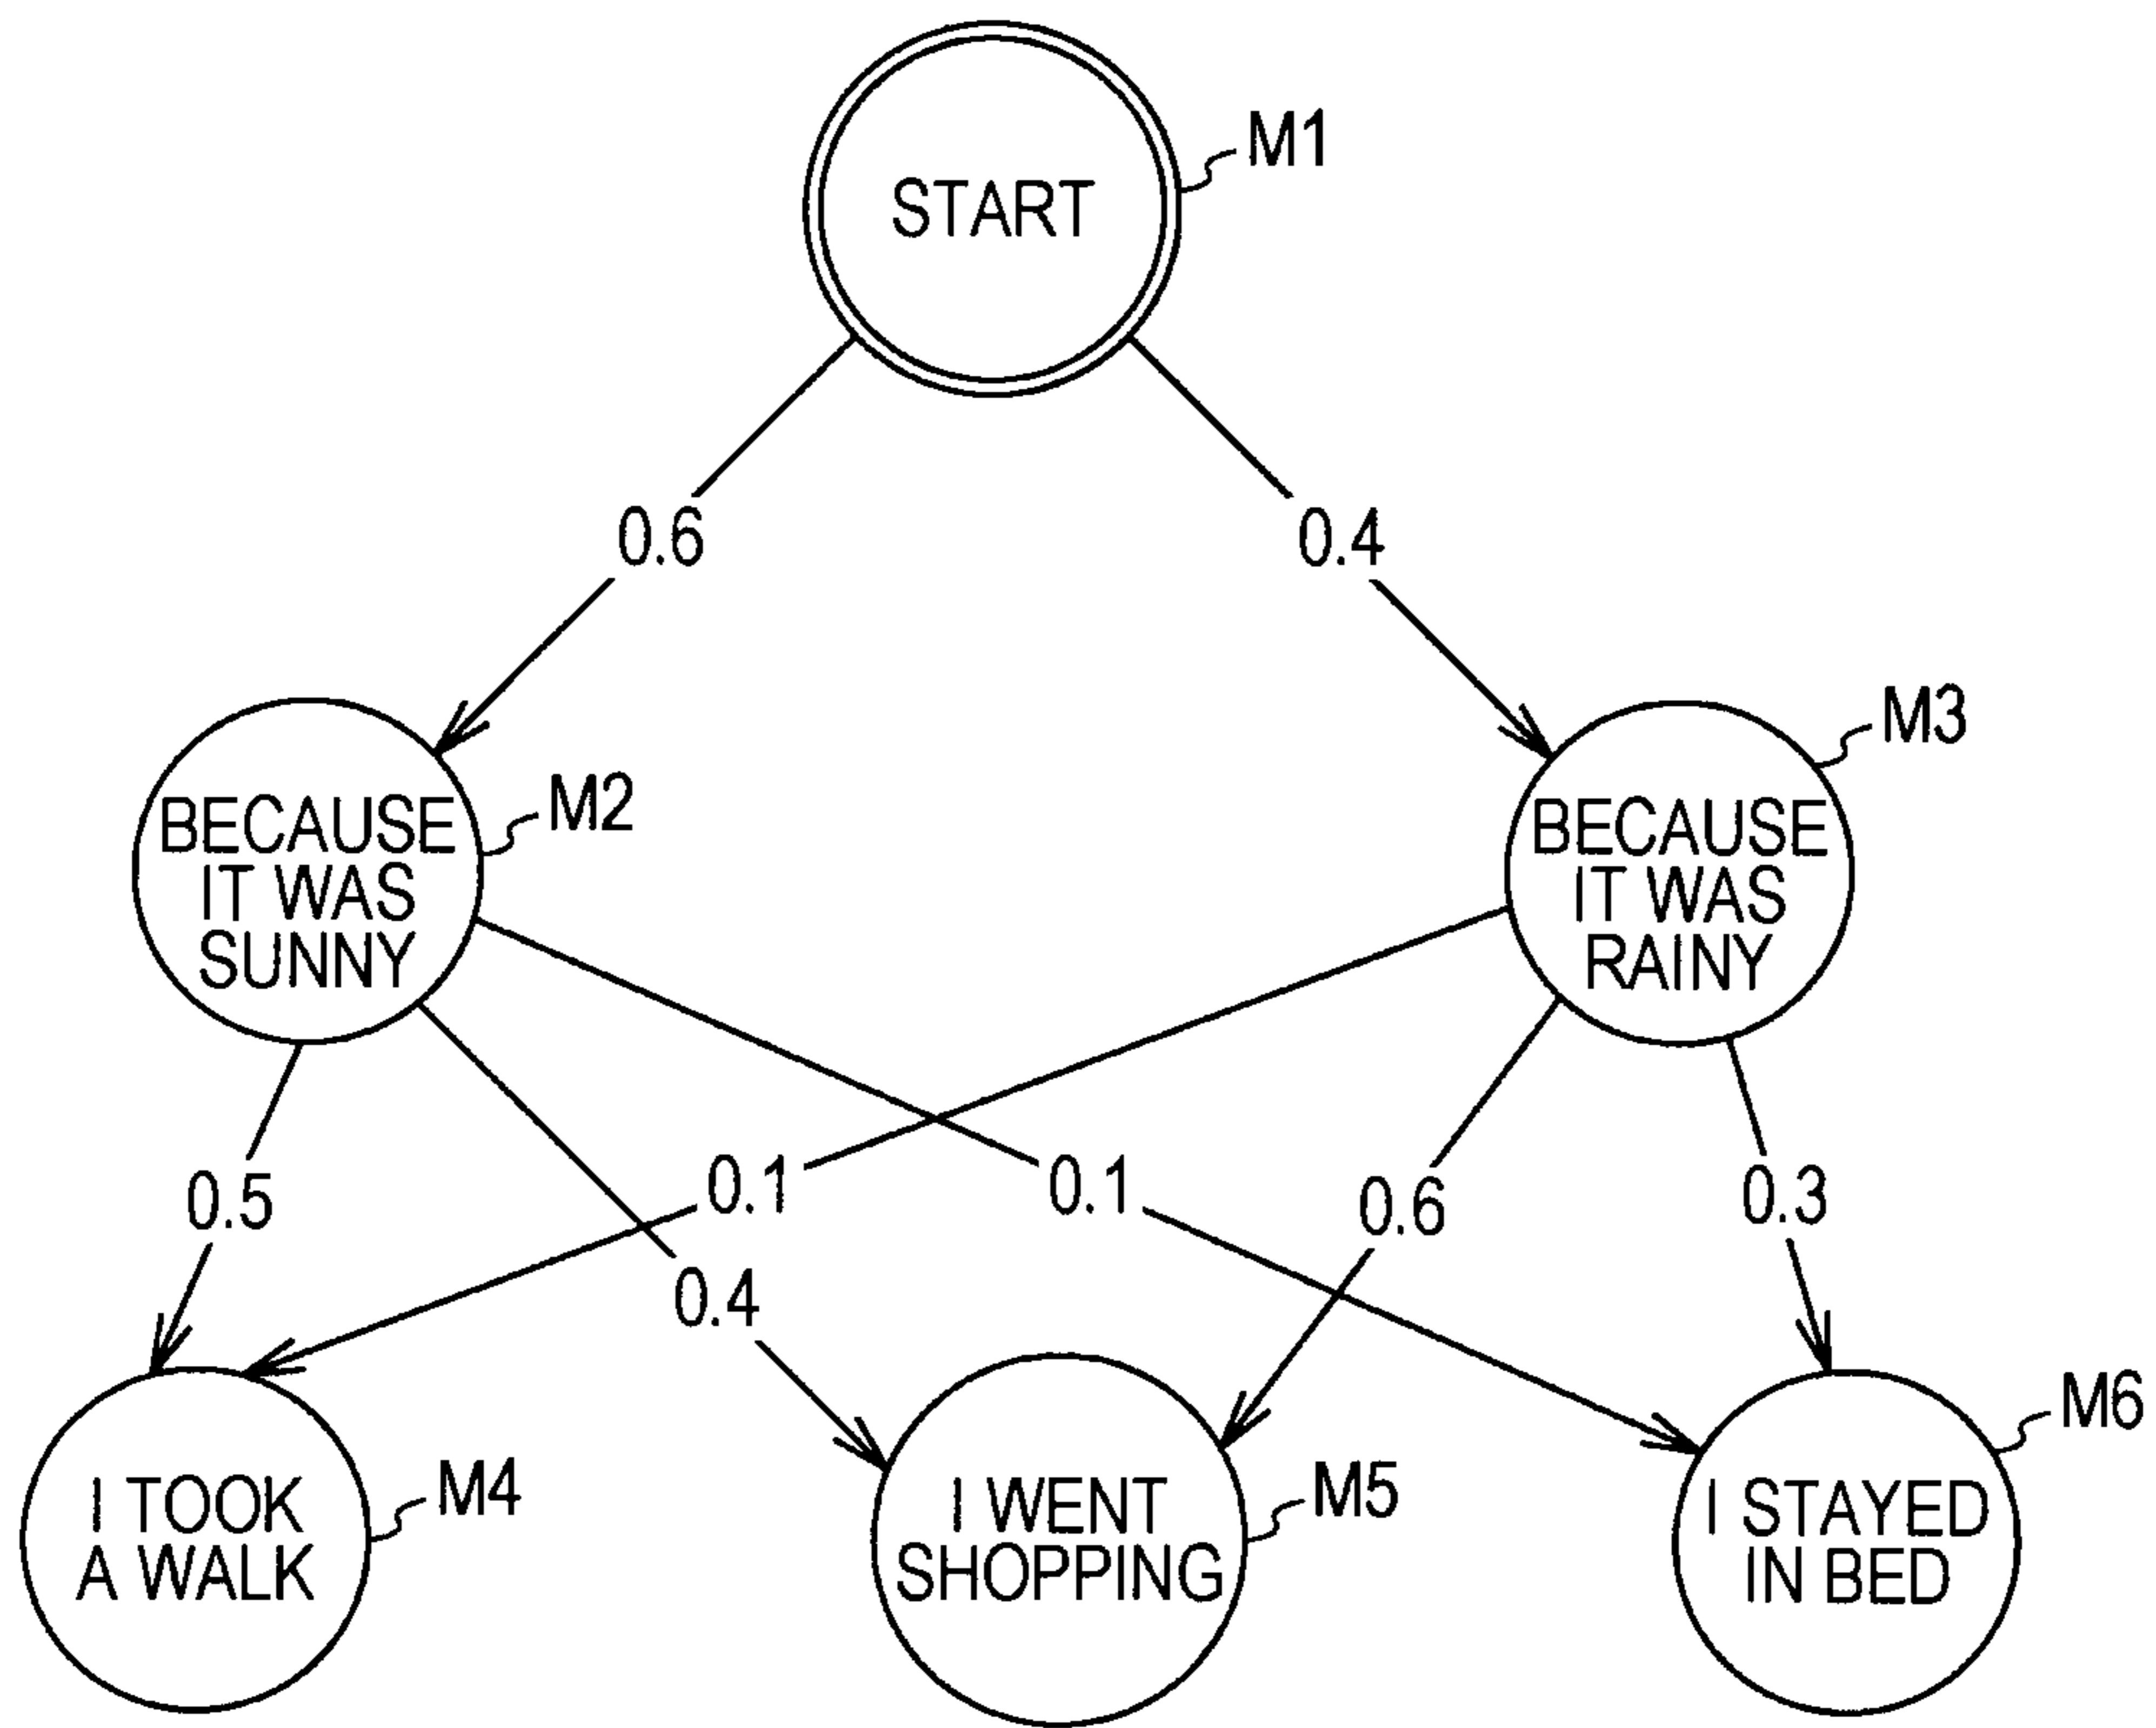 START
M1
0.6
0.4
BECAUSE
IT WAS
SUNNY
M2
BECAUSE
IT WAS
RAINY
M3
0.5
0.1
0.4
0.1
0.6
0.3
I TOOK
A WALK
M4
I WENT
SHOPPING
M5
I STAYED
IN BED
M6